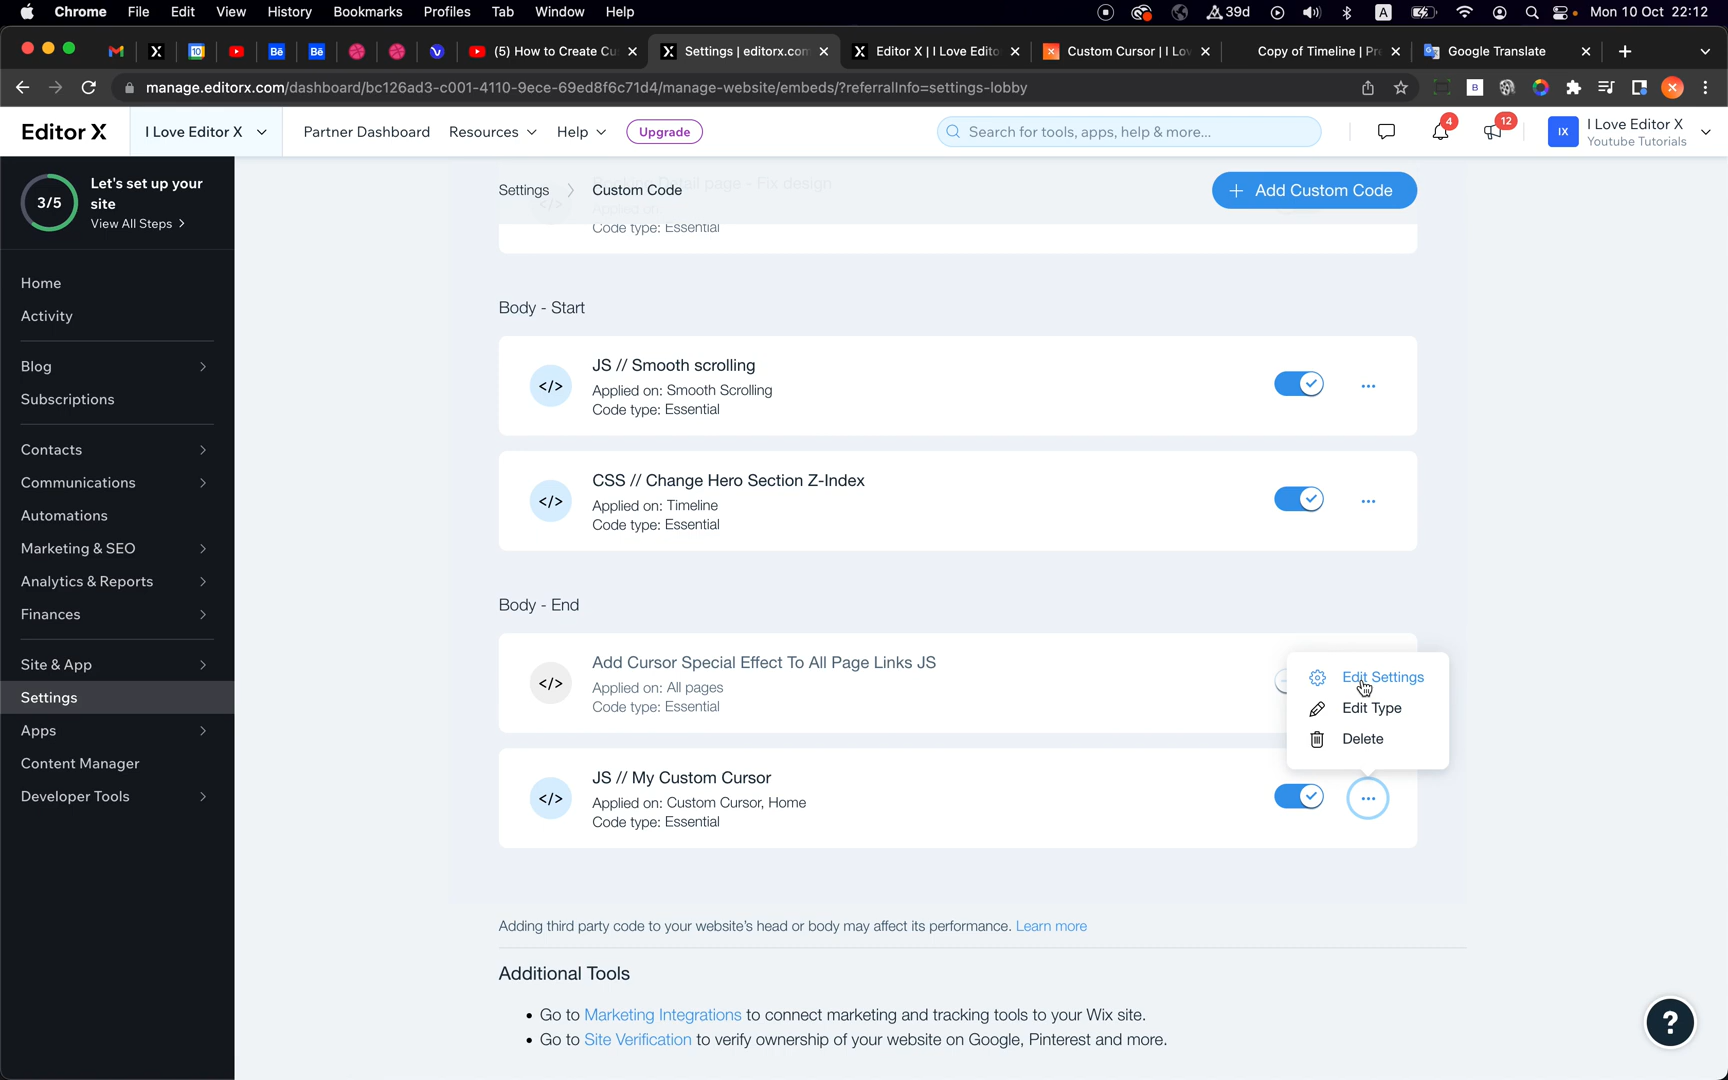 Chrome File Edit View History Bookmarks Profiles Tab Window Help 39d A Mon 10 Oct 22:12
10 Bē Bē (5) How to Create Cu Settings | editorx.com Editor X | I Love Edito Custom Cursor | I Lov Copy of Timeline | Pr Google Translate
manage.editorx.com/dashboard/bc126ad3-c001-4110-9ece-69ed8f6c71d4/manage-website/embeds/?referralInfo=settings-lobby
Editor X I Love Editor X Partner Dashboard Resources Help Upgrade Search for tools, apps, help & more... 4 12 IX I Love Editor X
Youtube Tutorials
3/5 Let's set up your site
View All Steps >
Home
Activity
Blog
Subscriptions
Contacts
Communications
Automations
Marketing & SEO
Analytics & Reports
Finances
Site & App
Settings
Apps
Content Manager
Developer Tools
Settings > Custom Code
+ Add Custom Code
Detail page - Fix design
Code type: Essential
Body - Start
JS // Smooth scrolling
Applied on: Smooth Scrolling
Code type: Essential
CSS // Change Hero Section Z-Index
Applied on: Timeline
Code type: Essential
Body - End
Add Cursor Special Effect To All Page Links JS
Applied on: All pages
Code type: Essential
Edit Settings
Edit Type
Delete
JS // My Custom Cursor
Applied on: Custom Cursor, Home
Code type: Essential
Adding third party code to your website's head or body may affect its performance. Learn more
Additional Tools
• Go to Marketing Integrations to connect marketing and tracking tools to your Wix site.
• Go to Site Verification to verify ownership of your website on Google, Pinterest and more.
?